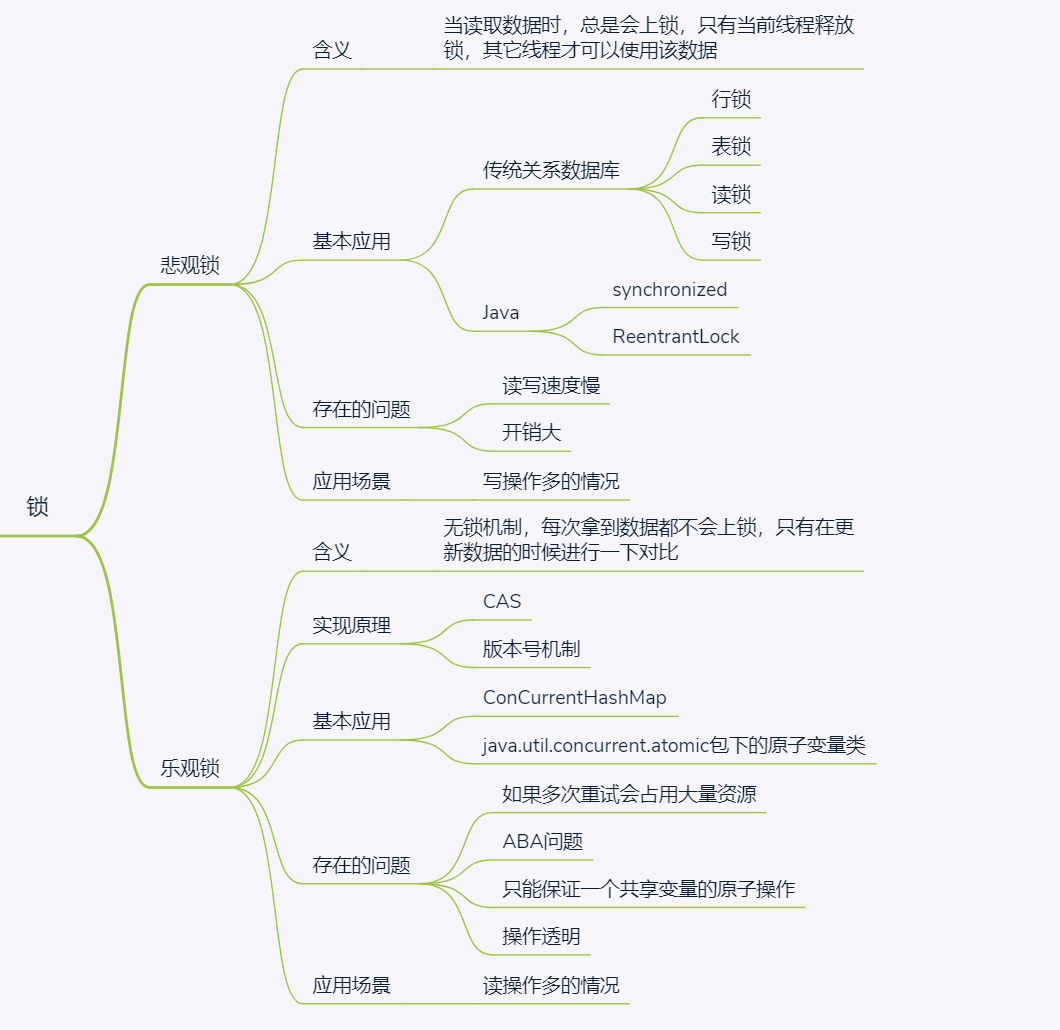 锁
悲观锁
含义
当读取数据时，总是会上锁，只有当前线程释放
锁，其它线程才可以使用该数据
基本应用
传统关系数据库
行锁
表锁
读锁
写锁
Java
synchronized
ReentrantLock
存在的问题
读写速度慢
开销大
应用场景
写操作多的情况
乐观锁
含义
无锁机制，每次拿到数据都不会上锁，只有在更
新数据的时候进行一下对比
实现原理
CAS
版本号机制
基本应用
ConCurrentHashMap
java.util.concurrent.atomic包下的原子变量类
存在的问题
如果多次重试会占用大量资源
ABA问题
只能保证一个共享变量的原子操作
操作透明
应用场景
读操作多的情况